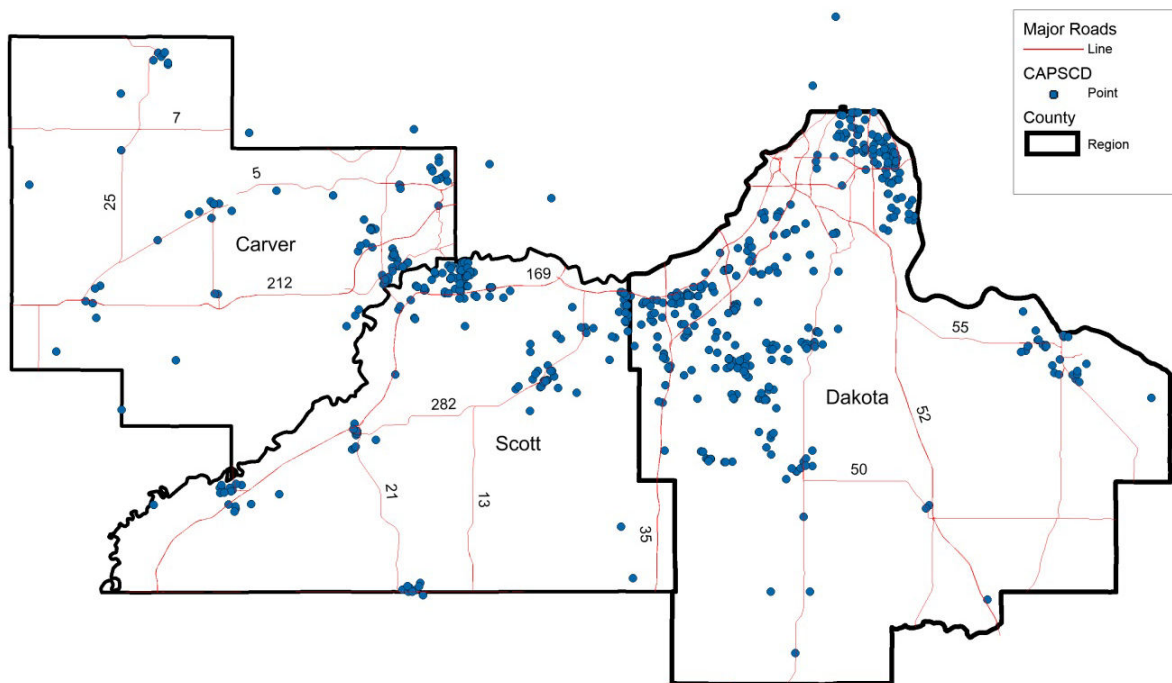 Major Roads
Line
CAPSCD
Point
County
Region
7
5
25
Carver
212
169
55
282
Scott
Dakota
52
21
13
50
35